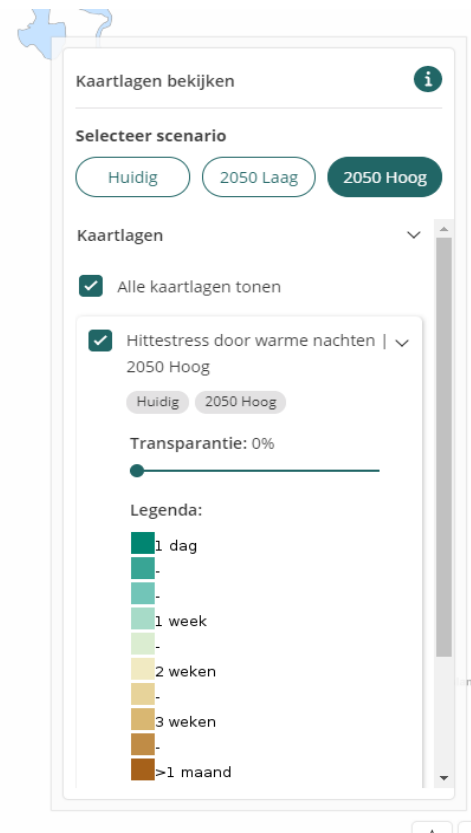 Kaartlagen bekijken
Selecteer scenario
Huidig 2050 Laag 2050 Hoog
Kaartlagen
Alle kaartlagen tonen
Hittestress door warme nachten |
2050 Hoog
Huidig 2050 Hoog
Transparantie: 0%
Legenda:
1 dag
-
-
1 week
-
2 weken
-
3 weken
-
>1 maand